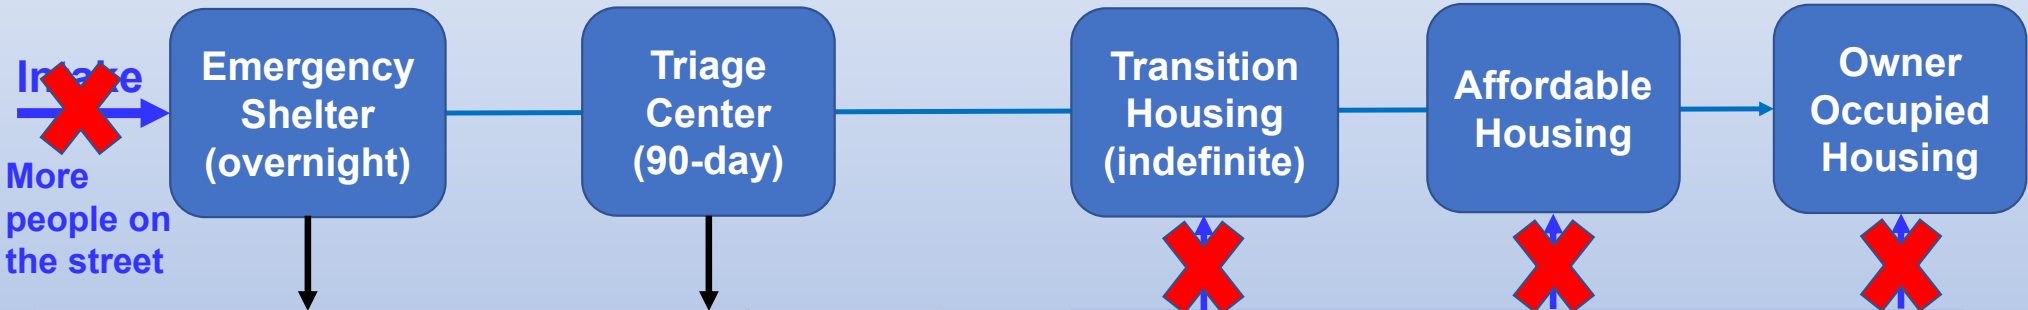 Intake
More
people on
the street
Emergency
Shelter
(overnight)
Triage
Center
(90-day)
Transition
Housing
(indefinite)
Affordable
Housing
Owner
Occupied
Housing